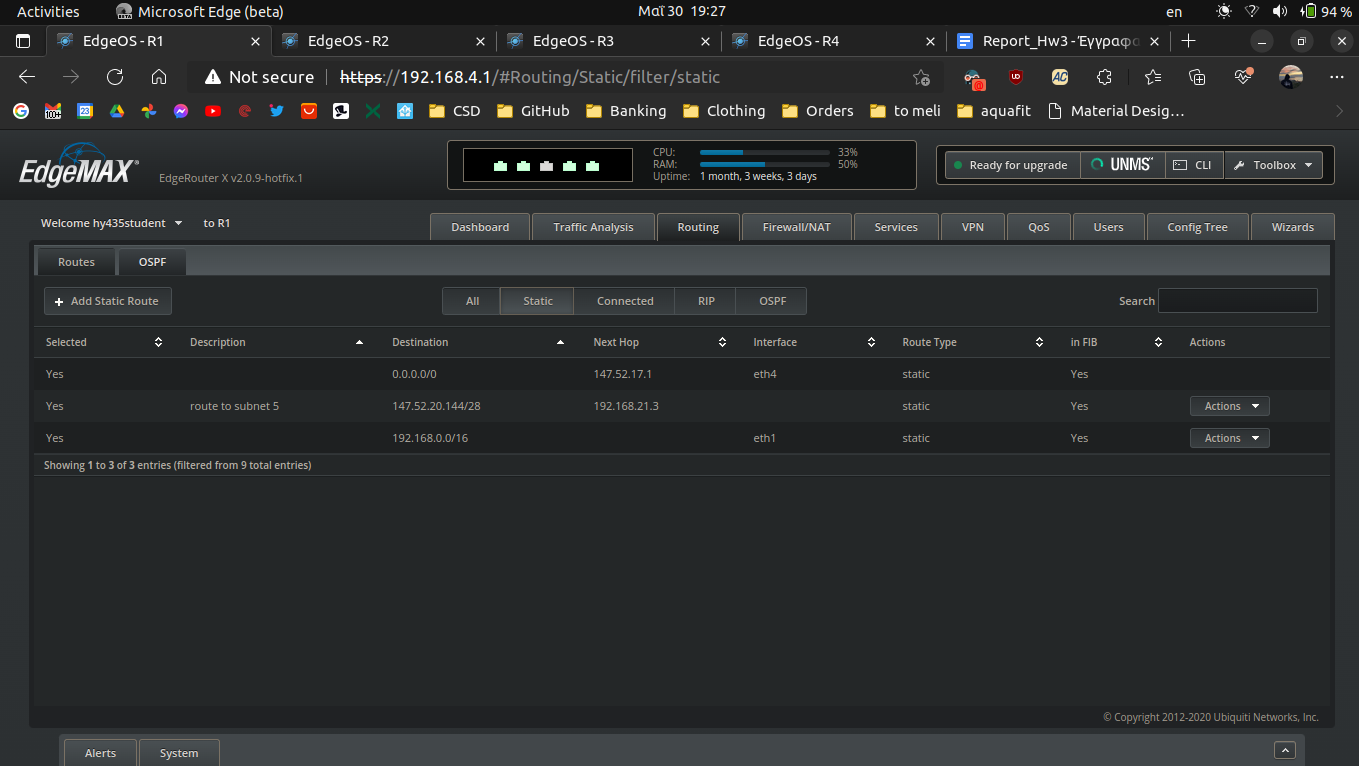 Activities Microsoft Edge (beta) Μαΐ 30 19:27 en 94 %
EdgeOS - R1 EdgeOS - R2 EdgeOS - R3 EdgeOS - R4 Report_Hw3 - Έγγραφα
Not secure https://192.168.4.1/#Routing/Static/filter/static
CSD GitHub Banking Clothing Orders to meli aquafit Material Desig...
EdgeMAX EdgeRouter X v2.0.9-hotfix.1
CPU: 33%
RAM: 50%
Uptime: 1 month, 3 weeks, 3 days
Ready for upgrade UNMS CLI Toolbox
Welcome hy435student to R1
Dashboard Traffic Analysis Routing Firewall/NAT Services VPN QoS Users Config Tree Wizards
Routes OSPF
+ Add Static Route All Static Connected RIP OSPF Search
Selected Description Destination Next Hop Interface Route Type in FIB Actions
Yes 0.0.0.0/0 147.52.17.1 eth4 static Yes
Yes route to subnet 5 147.52.20.144/28 192.168.21.3 static Yes Actions
Yes 192.168.0.0/16 eth1 static Yes Actions
Showing 1 to 3 of 3 entries (filtered from 9 total entries)
© Copyright 2012-2020 Ubiquiti Networks, Inc.
Alerts System